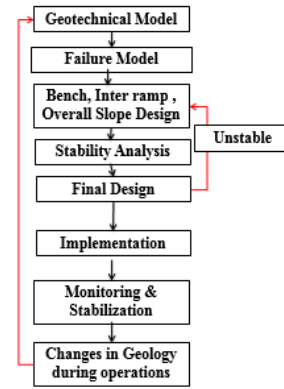 Geotechnical Model
Failure Model
Bench, Inter ramp ,
Overall Slope Design
Unstable
Stability Analysis
Final Design
Implementation
Monitoring &
Stabilization
Changes in Geology
during operations